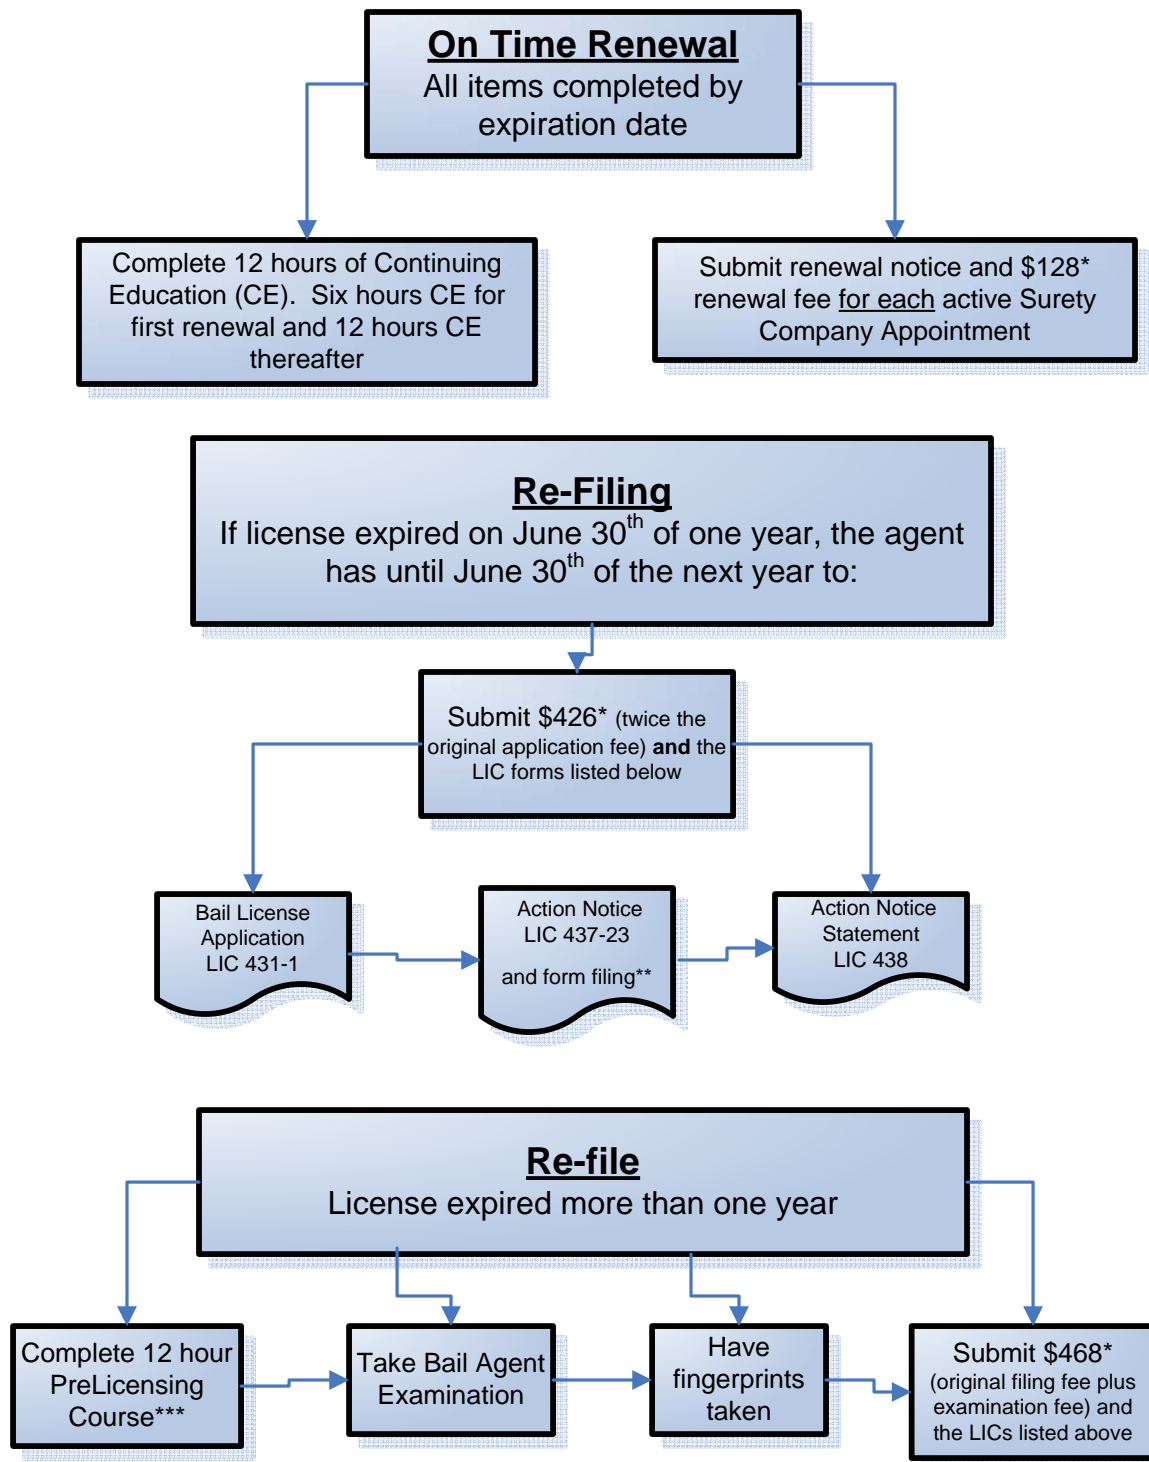 On Time Renewal
All items completed by
expiration date
Complete 12 hours of Continuing
Education (CE).  Six hours CE for
first renewal and 12 hours CE
thereafter
Submit renewal notice and $128*
renewal fee for each active Surety
Company Appointment
Re-Filing
If license expired on June 30th of one year, the agent
has until June 30th of the next year to:
Submit $426* (twice the
original application fee) and the
LIC forms listed below
Bail License
Application
LIC 431-1
Action Notice
LIC 437-23
and form filing**
Action Notice
Statement
LIC 438
Re-file
License expired more than one year
Complete 12 hour
PreLicensing
Course***
Take Bail Agent
Examination
Have
fingerprints
taken
Submit $468*
(original filing fee plus
examination fee) and
the LICs listed above